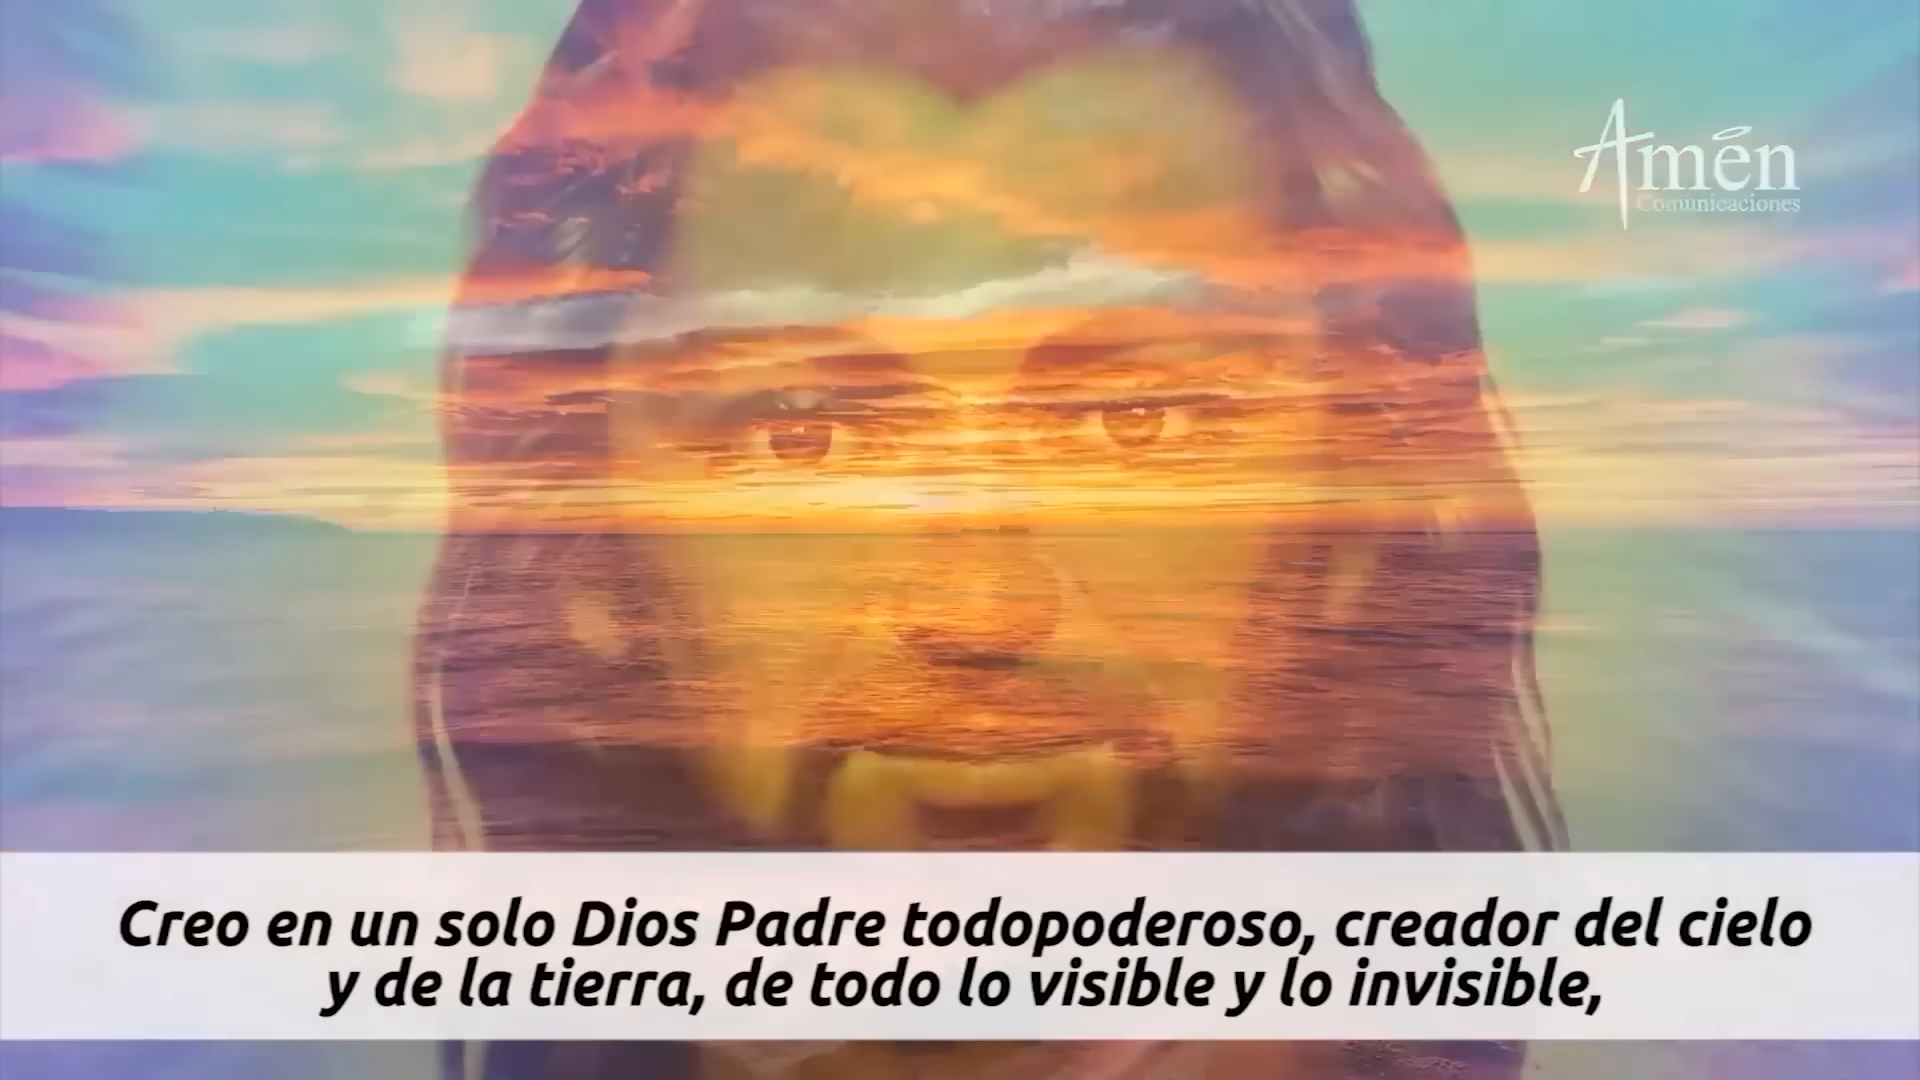 Amén
Comunicaciones
Creo en un solo Dios Padre todopoderoso, creador del cielo
y de la tierra, de todo lo visible y lo invisible,